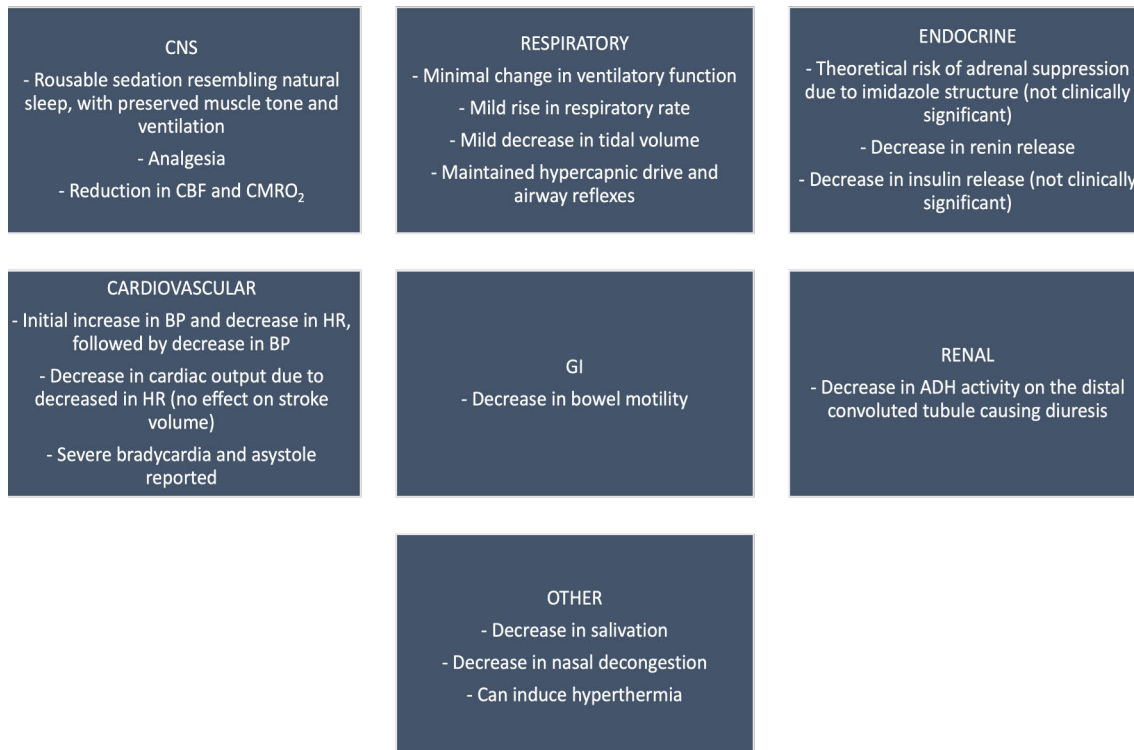 CNS
- Rousable sedation resembling natural
sleep, with preserved muscle tone and
ventilation
- Analgesia
- Reduction in CBF and CMRO₂
RESPIRATORY
- Minimal change in ventilatory function
- Mild rise in respiratory rate
- Mild decrease in tidal volume
- Maintained hypercapnic drive and
airway reflexes
ENDOCRINE
- Theoretical risk of adrenal suppression
due to imidazole structure (not clinically
significant)
- Decrease in renin release
- Decrease in insulin release (not clinically
significant)
CARDIOVASCULAR
- Initial increase in BP and decrease in HR,
followed by decrease in BP
- Decrease in cardiac output due to
decreased in HR (no effect on stroke
volume)
- Severe bradycardia and asystole
reported
GI
- Decrease in bowel motility
RENAL
- Decrease in ADH activity on the distal
convoluted tubule causing diuresis
OTHER
- Decrease in salivation
- Decrease in nasal decongestion
- Can induce hyperthermia